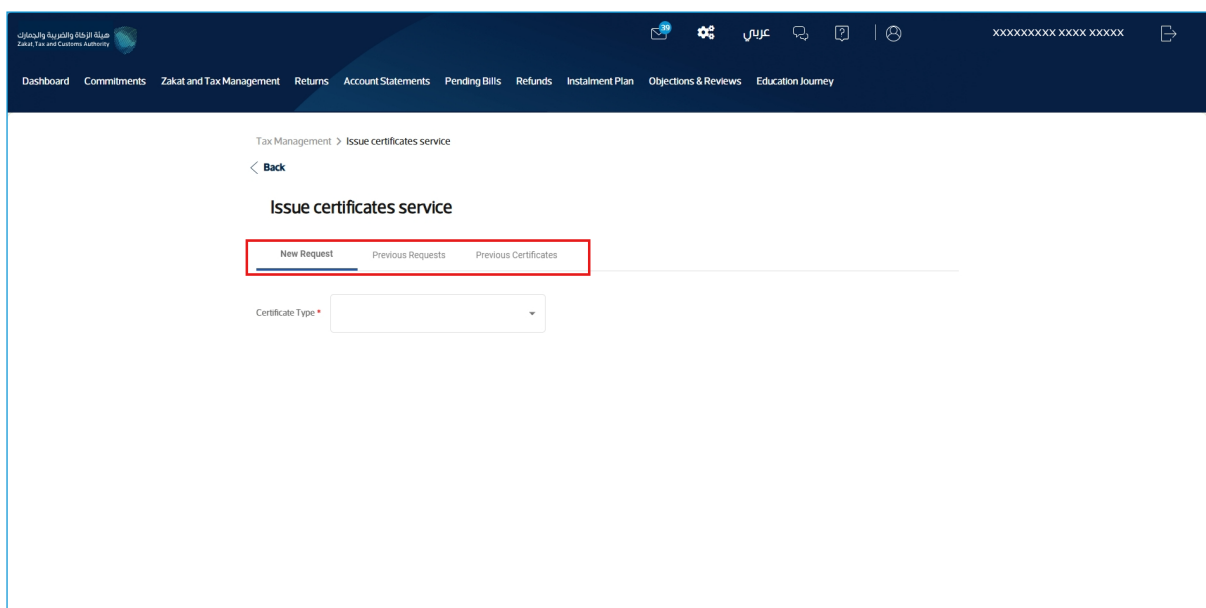 هيئة الزكاة والضريبة والجمارك
Zakat, Tax and Customs Authority
39
عربي
XXXXXXXXX XXXX XXXXX
Dashboard Commitments Zakat and Tax Management Returns Account Statements Pending Bills Refunds Instalment Plan Objections & Reviews Education Journey
Tax Management > Issue certificates service
< Back
Issue certificates service
New Request Previous Requests Previous Certificates
Certificate Type *